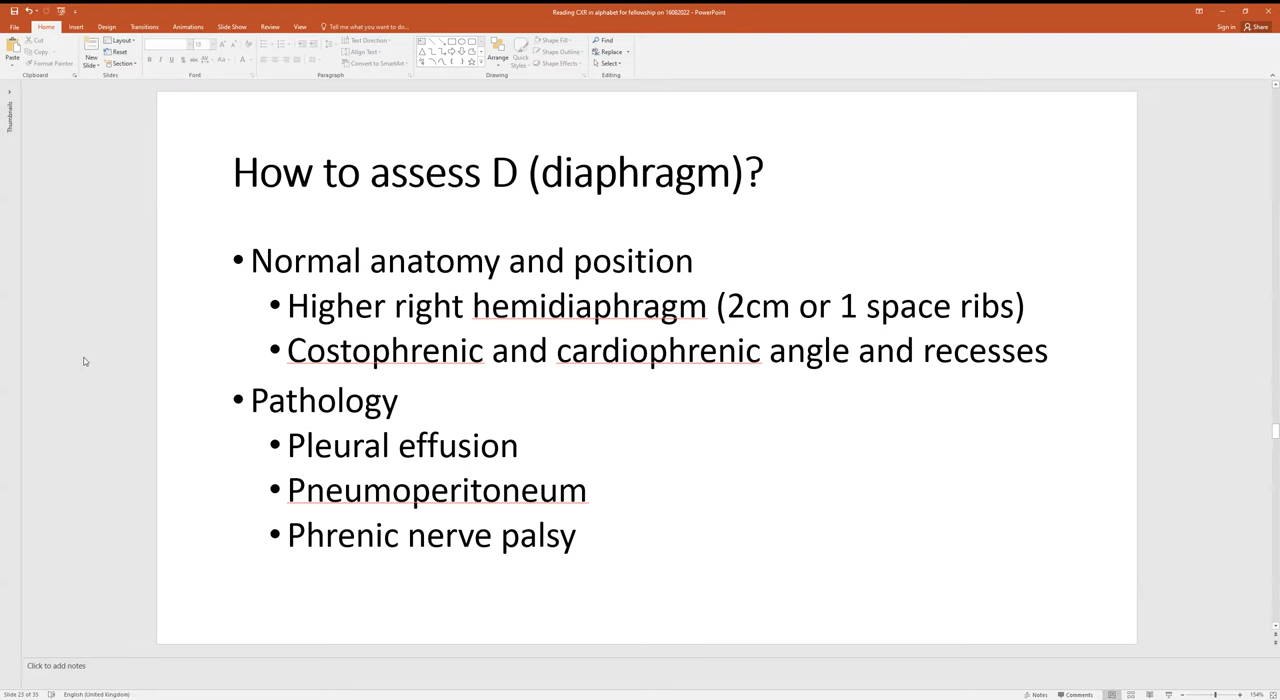 Reading CXR in alphabet for fellowship on 16082022 - PowerPoint
File Home Insert Design Transitions Animations Slide Show Review View Tell me what you want to do... Sign in Share
Paste
Cut
Copy
Format Painter
Clipboard
New Slide
Layout
Reset
Section
Slides
18
B I U S abc AV Aa A
Font
Text Direction
Align Text
Convert to SmartArt
Paragraph
Arrange
Quick Styles
Shape Fill
Shape Outline
Shape Effects
Drawing
Find
Replace
Select
Editing
Thumbnails
How to assess D (diaphragm)?
• Normal anatomy and position
• Higher right hemidiaphragm (2cm or 1 space ribs)
• Costophrenic and cardiophrenic angle and recesses
• Pathology
• Pleural effusion
• Pneumoperitoneum
• Phrenic nerve palsy
Click to add notes
Slide 23 of 35 English (United Kingdom) Notes Comments 154%